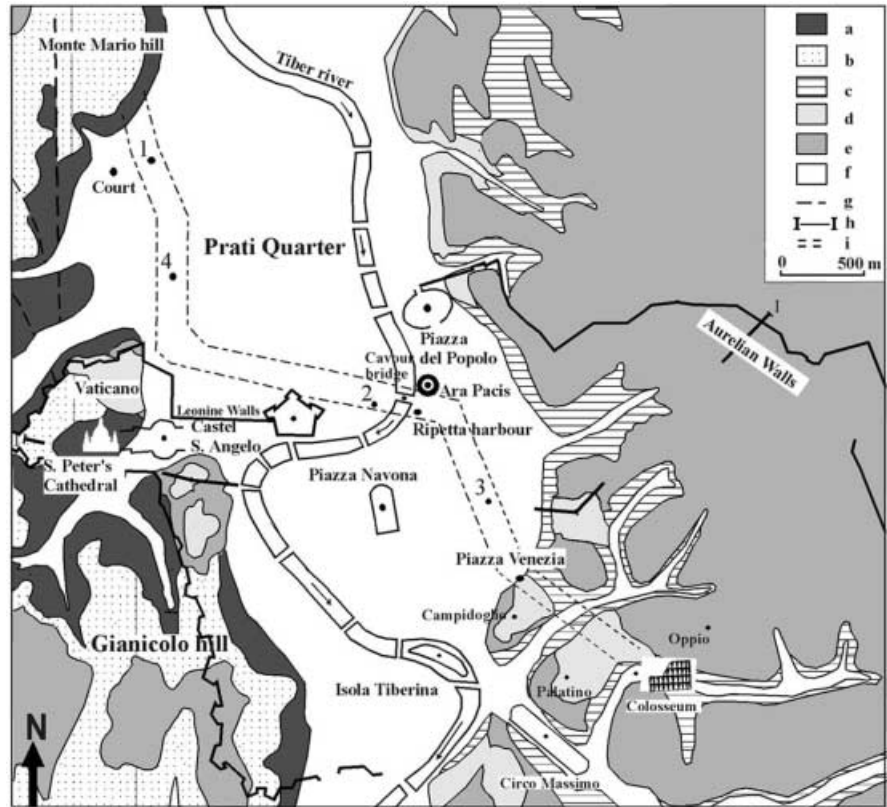 Monte Mario hill
Tiber river
a
b
c
d
e
f
g
h
i
0 500 m
1
Court
Prati Quarter
4
Piazza
del Popolo
Cavour
bridge
1
Aurelian Walls
Vaticano
2
Ara Pacis
Leonine Walls
Castel
S. Angelo
Ripetta harbour
S. Peter's
Cathedral
Piazza Navona
3
Piazza Venezia
Campidoglio
Oppio
Gianicolo hill
Isola Tiberina
Palatino
Colosseum
N
Circo Massimo